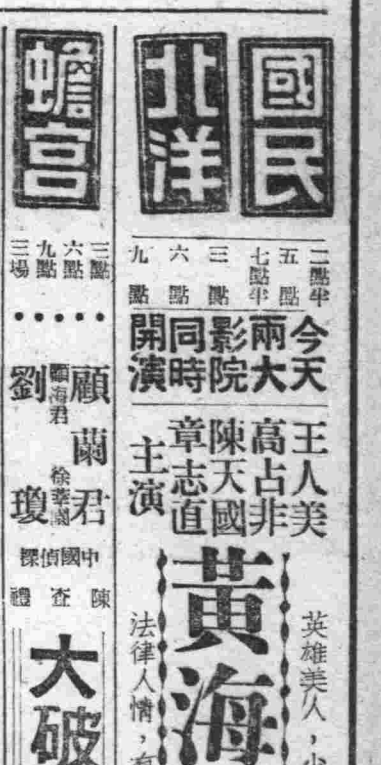 國民
北洋
二點半
五點
七點半
三點
六點
九點
今天
兩大
影院
同時
開演
王人美
高占非
陳天國
章志直
主演
英雄美人，
黃海
法律人情，
蟾宮
三點
六點
九點
三場
顧蘭君
顧海君
劉瓊
中國偵探
陳查禮
大破